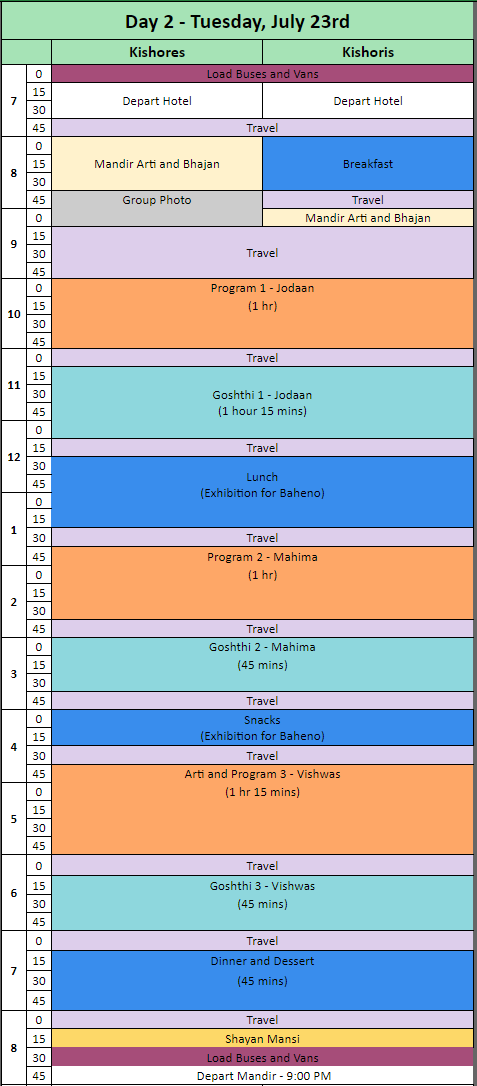 Day 2 - Tuesday, July 23rd
Kishores Kishoris
7 0 Load Buses and Vans
15 Depart Hotel Depart Hotel
30
45 Travel
8 0 Mandir Arti and Bhajan Breakfast
15
30
45 Group Photo Travel
9 0 Mandir Arti and Bhajan
15 Travel
30
45
10 0 Program 1 - Jodaan
15 (1 hr)
30
45
11 0 Travel
15 Goshthi 1 - Jodaan
30 (1 hour 15 mins)
45
12 0
15 Travel
30 Lunch
45 (Exhibition for Baheno)
1 0
15
30 Travel
45 Program 2 - Mahima
2 0 (1 hr)
15
30
45 Travel
3 0 Goshthi 2 - Mahima
15 (45 mins)
30
45 Travel
4 0 Snacks
15 (Exhibition for Baheno)
30 Travel
45 Arti and Program 3 - Vishwas
5 0 (1 hr 15 mins)
15
30
45
6 0 Travel
15 Goshthi 3 - Vishwas
30 (45 mins)
45
7 0 Travel
15 Dinner and Dessert
30 (45 mins)
45
8 0 Travel
15 Shayan Mansi
30 Load Buses and Vans
45 Depart Mandir - 9:00 PM